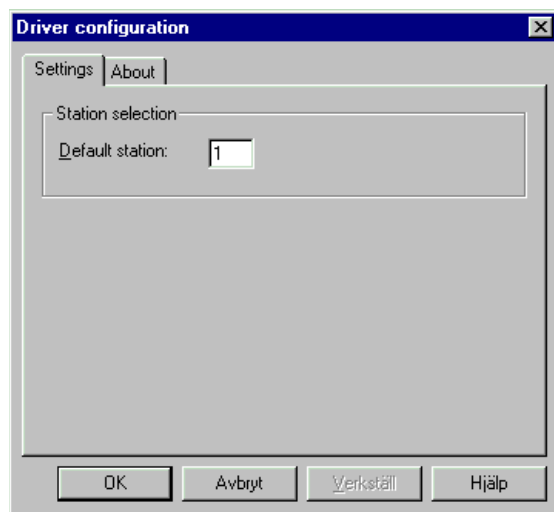 Driver configuration
Settings About
Station selection
Default station: 1
OK Avbryt Verkställ Hjälp